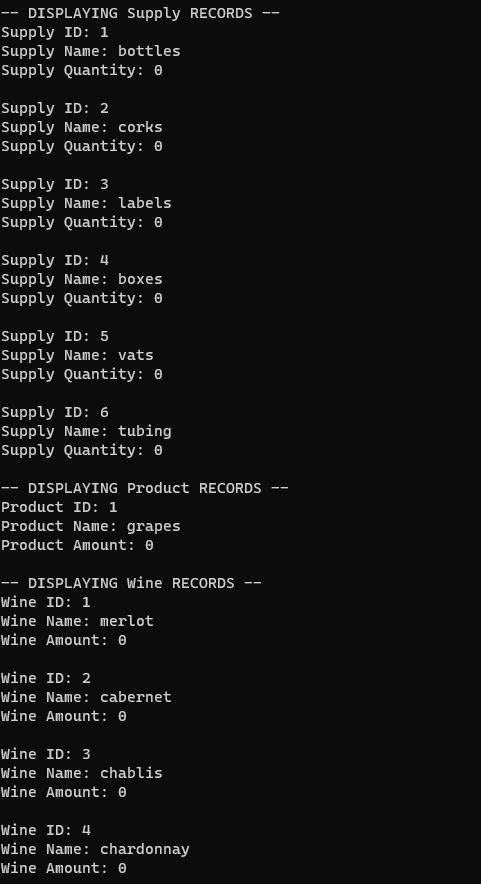 -- DISPLAYING Supply RECORDS --
Supply ID: 1
Supply Name: bottles
Supply Quantity: 0
Supply ID: 2
Supply Name: corks
Supply Quantity: 0
Supply ID: 3
Supply Name: labels
Supply Quantity: 0
Supply ID: 4
Supply Name: boxes
Supply Quantity: 0
Supply ID: 5
Supply Name: vats
Supply Quantity: 0
Supply ID: 6
Supply Name: tubing
Supply Quantity: 0
-- DISPLAYING Product RECORDS --
Product ID: 1
Product Name: grapes
Product Amount: 0
-- DISPLAYING Wine RECORDS --
Wine ID: 1
Wine Name: merlot
Wine Amount: 0
Wine ID: 2
Wine Name: cabernet
Wine Amount: 0
Wine ID: 3
Wine Name: chablis
Wine Amount: 0
Wine ID: 4
Wine Name: chardonnay
Wine Amount: 0